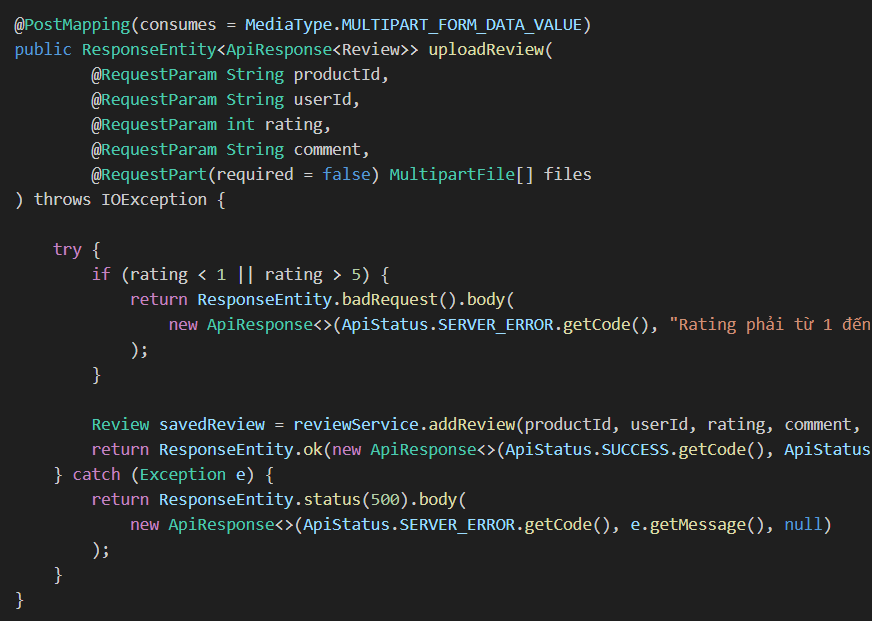 @PostMapping(consumes = MediaType.MULTIPART_FORM_DATA_VALUE)
public ResponseEntity<ApiResponse<Review>> uploadReview(
        @RequestParam String productId,
        @RequestParam String userId,
        @RequestParam int rating,
        @RequestParam String comment,
        @RequestPart(required = false) MultipartFile[] files
) throws IOException {
    try {
        if (rating < 1 || rating > 5) {
            return ResponseEntity.badRequest().body(
                new ApiResponse<>(ApiStatus.SERVER_ERROR.getCode(), "Rating phải từ 1 đến
            );
        }
        Review savedReview = reviewService.addReview(productId, userId, rating, comment,
        return ResponseEntity.ok(new ApiResponse<>(ApiStatus.SUCCESS.getCode(), ApiStatus
    } catch (Exception e) {
        return ResponseEntity.status(500).body(
            new ApiResponse<>(ApiStatus.SERVER_ERROR.getCode(), e.getMessage(), null)
        );
    }
}